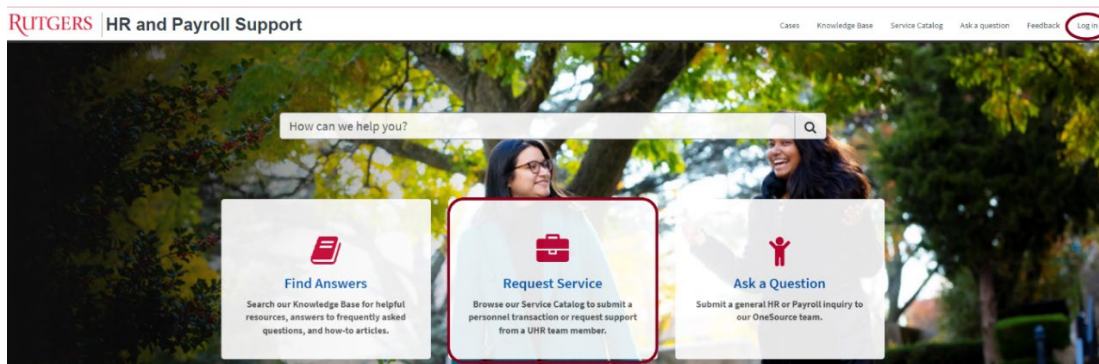 RUTGERS HR and Payroll Support
Cases Knowledge Base Service Catalog Ask a question Feedback Log in
How can we help you?
Find Answers
Search our Knowledge Base for helpful
resources, answers to frequently asked
questions, and how-to articles.
Request Service
Browse our Service Catalog to submit a
personnel transaction or request support
from a UHR team member.
Ask a Question
Submit a general HR or Payroll inquiry to
our OneSource team.